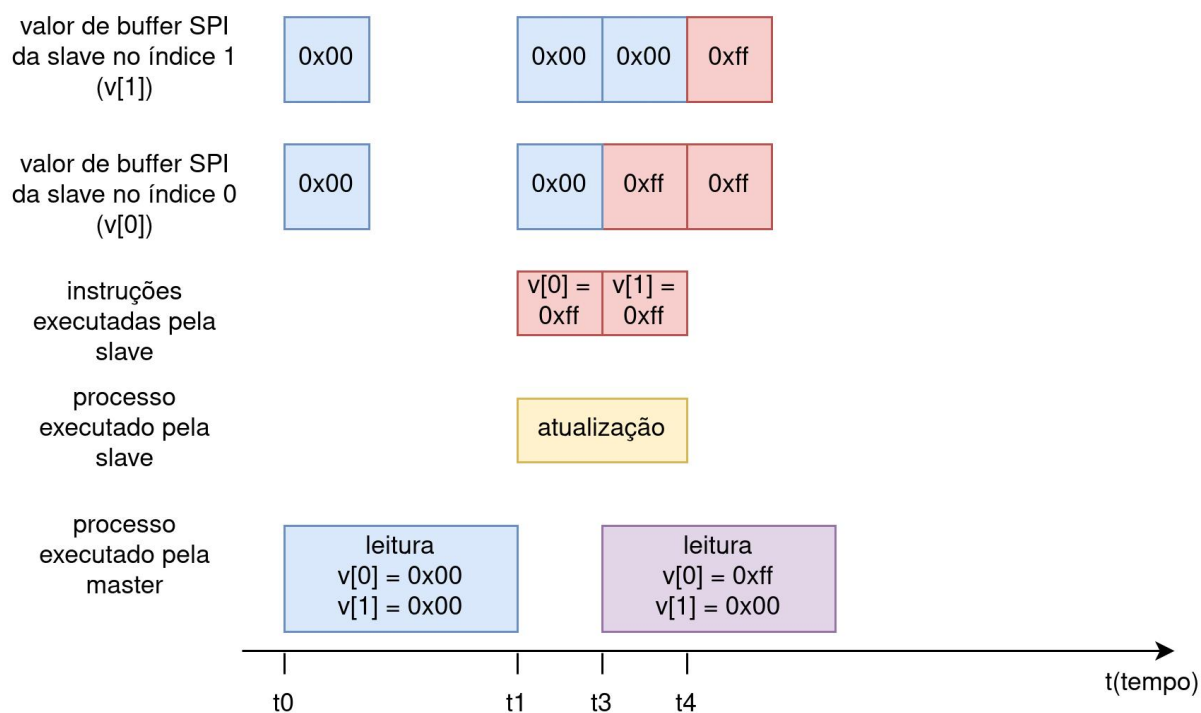 valor de buffer SPI
da slave no índice 1
(v[1])
0x00
0x00
0x00
0xff
valor de buffer SPI
da slave no índice 0
(v[0])
0x00
0x00
0xff
0xff
instruções
executadas pela
slave
v[0] =
0xff
v[1] =
0xff
processo
executado pela
slave
atualização
processo
executado pela
master
leitura
v[0] = 0x00
v[1] = 0x00
leitura
v[0] = 0xff
v[1] = 0x00
t0
t1
t3
t4
t(tempo)